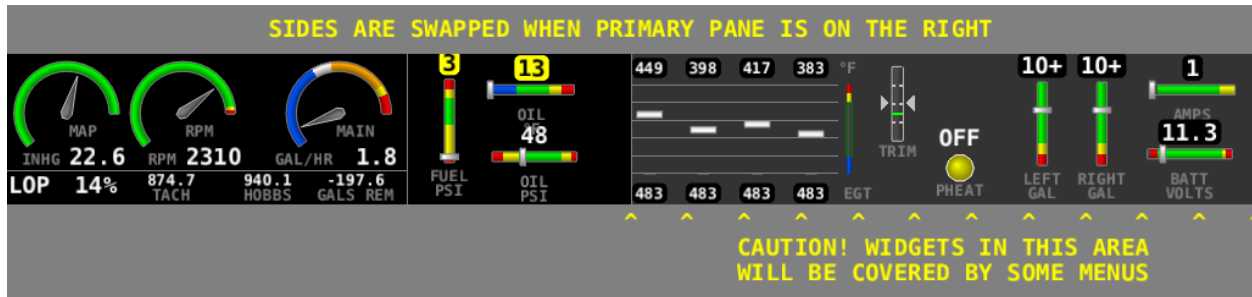 SIDES ARE SWAPPED WHEN PRIMARY PANE IS ON THE RIGHT
MAP
INHG 22.6
RPM
RPM 2310
MAIN
GAL/HR 1.8
LOP 14%
874.7
TACH
940.1
HOBBS
-197.6
GALS REM
3
FUEL
PSI
13
OIL
°F
48
OIL
PSI
449 398 417 383 °F
483 483 483 483 EGT
TRIM
OFF
PHEAT
10+
LEFT
GAL
10+
RIGHT
GAL
1
AMPS
11.3
BATT
VOLTS
^ ^ ^ ^ ^ ^ ^ ^ ^ ^ ^
CAUTION! WIDGETS IN THIS AREA
WILL BE COVERED BY SOME MENUS